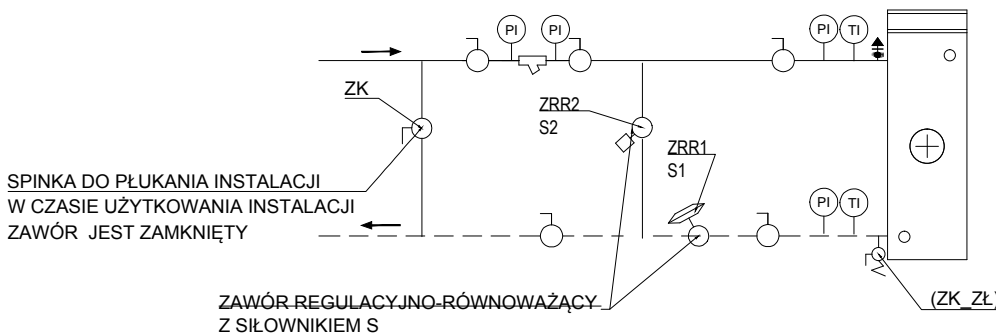 PI
PI
PI
TI
ZK
ZRR2
S2
ZRR1
S1
SPINKA DO PŁUKANIA INSTALACJI
W CZASIE UŻYTKOWANIA INSTALACJI
ZAWÓR JEST ZAMKNIĘTY
PI
TI
ZAWÓR REGULACYJNO-RÓWNOWAŻĄCY
Z SIŁOWNIKIEM S
(ZK_ZŁ)